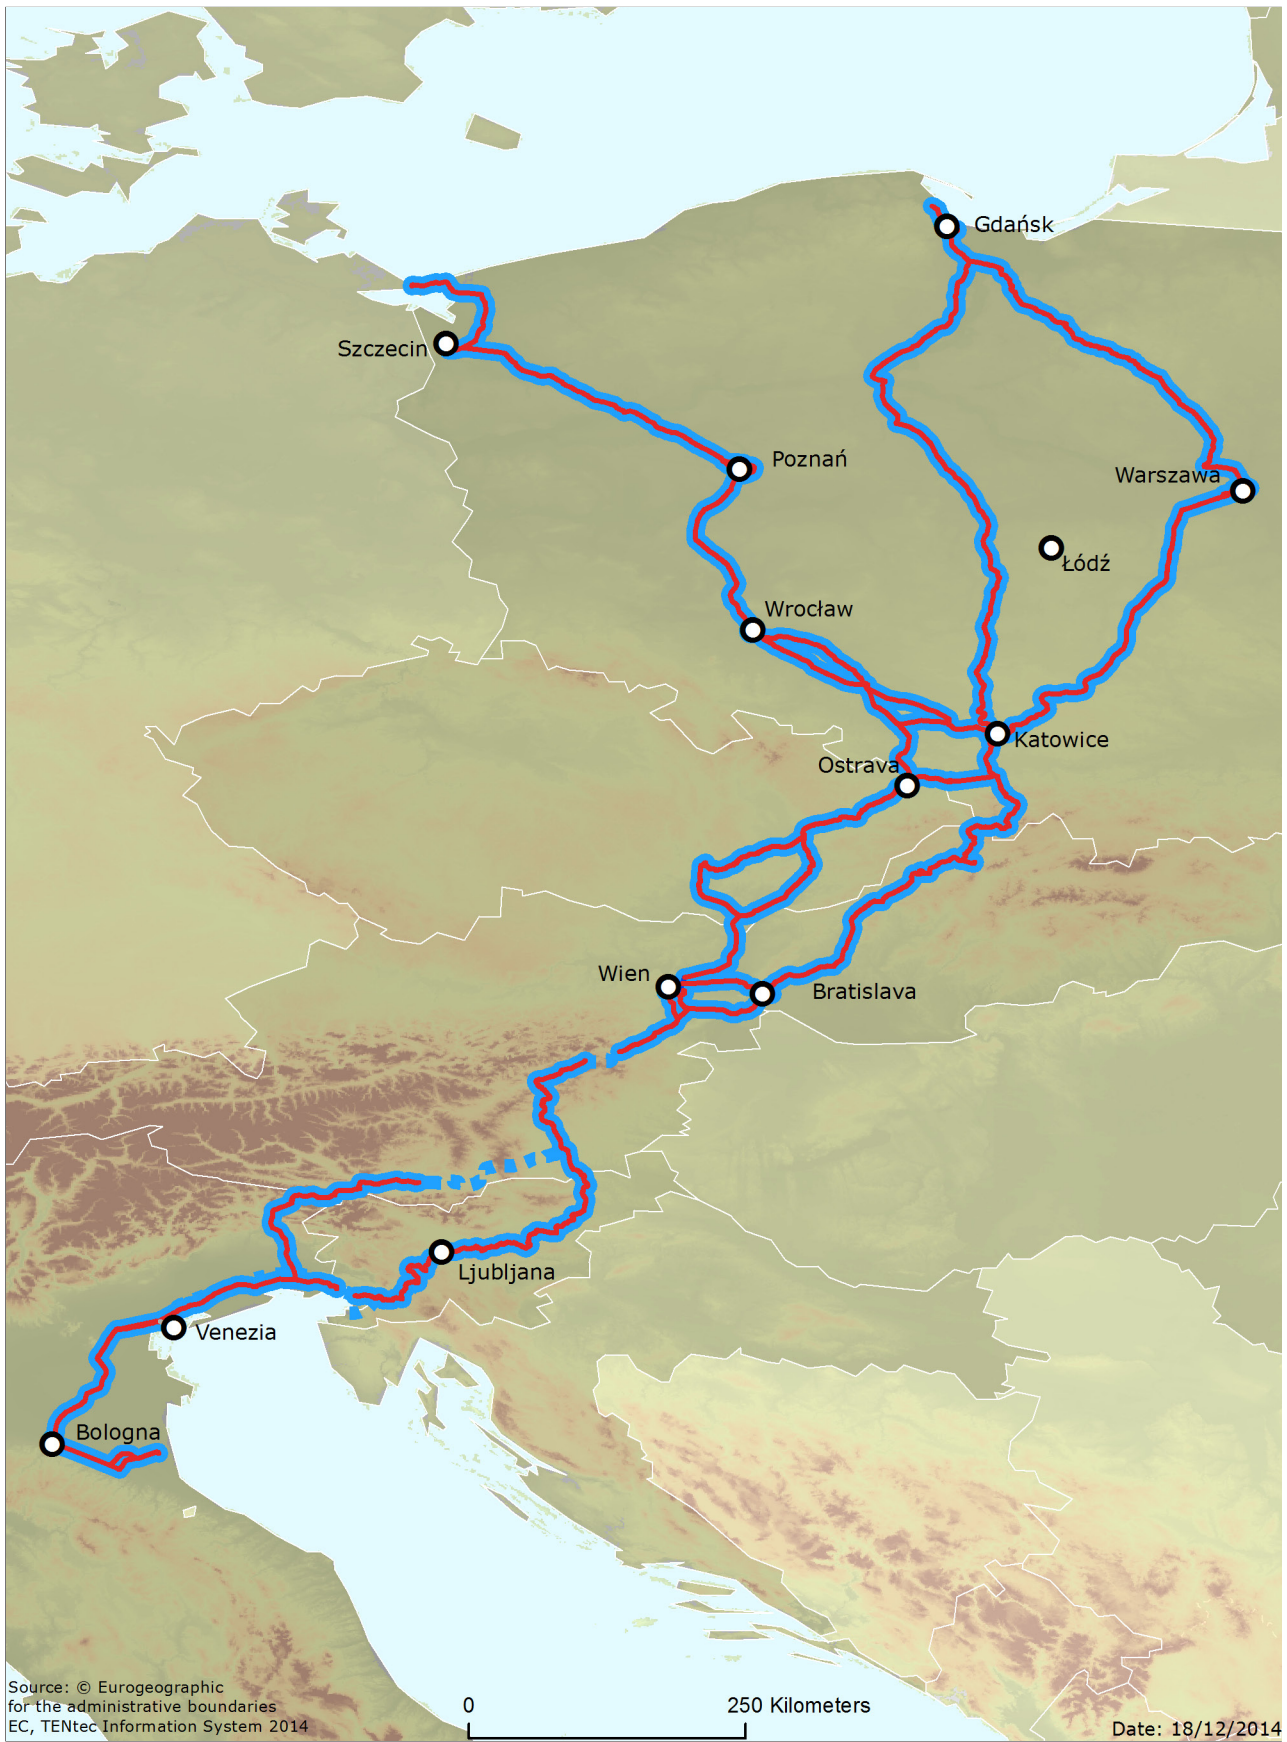 Gdańsk
Szczecin
Poznań
Warszawa
Łódź
Wrocław
Katowice
Ostrava
Wien
Bratislava
Ljubljana
Venezia
Bologna
Source: © Eurogeographic
for the administrative boundaries
EC, TENtec Information System 2014
0 250 Kilometers
Date: 18/12/2014